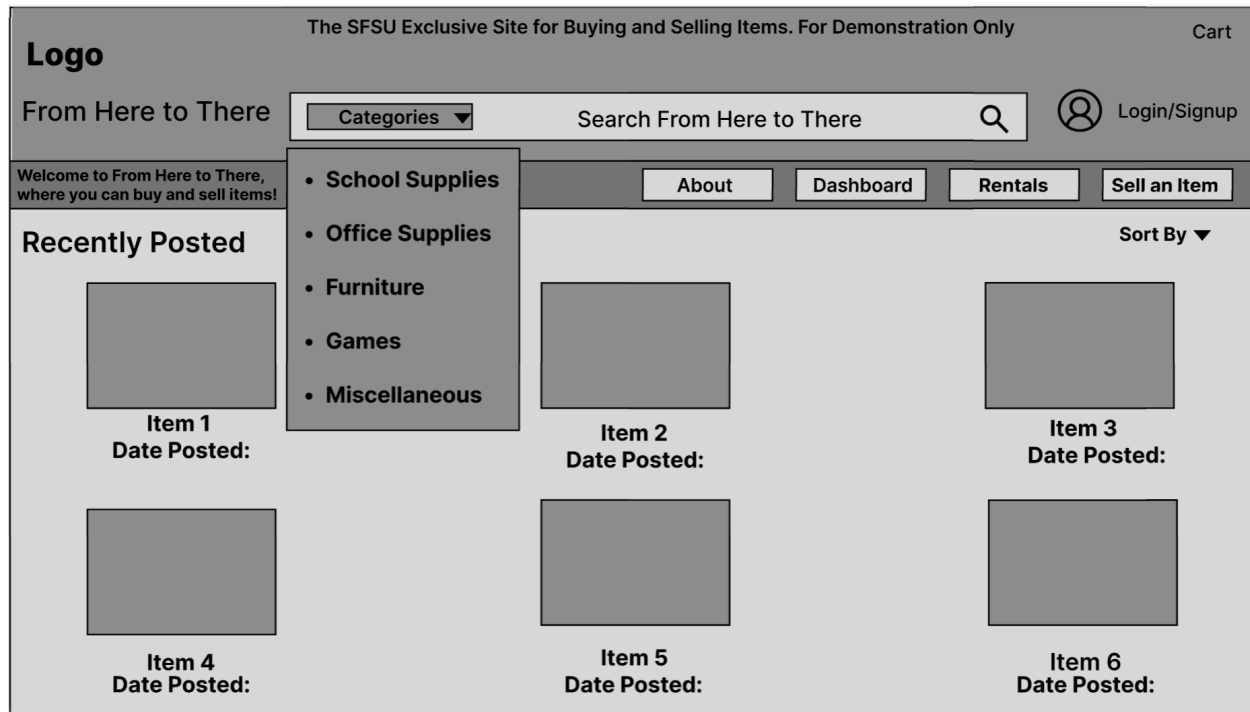 The SFSU Exclusive Site for Buying and Selling Items. For Demonstration Only
Cart
Logo
From Here to There
Categories
Search From Here to There
Login/Signup
Welcome to From Here to There,
where you can buy and sell items!
About
Dashboard
Rentals
Sell an Item
• School Supplies
• Office Supplies
• Furniture
• Games
• Miscellaneous
Recently Posted
Sort By
Item 1
Date Posted:
Item 2
Date Posted:
Item 3
Date Posted:
Item 4
Date Posted:
Item 5
Date Posted:
Item 6
Date Posted: